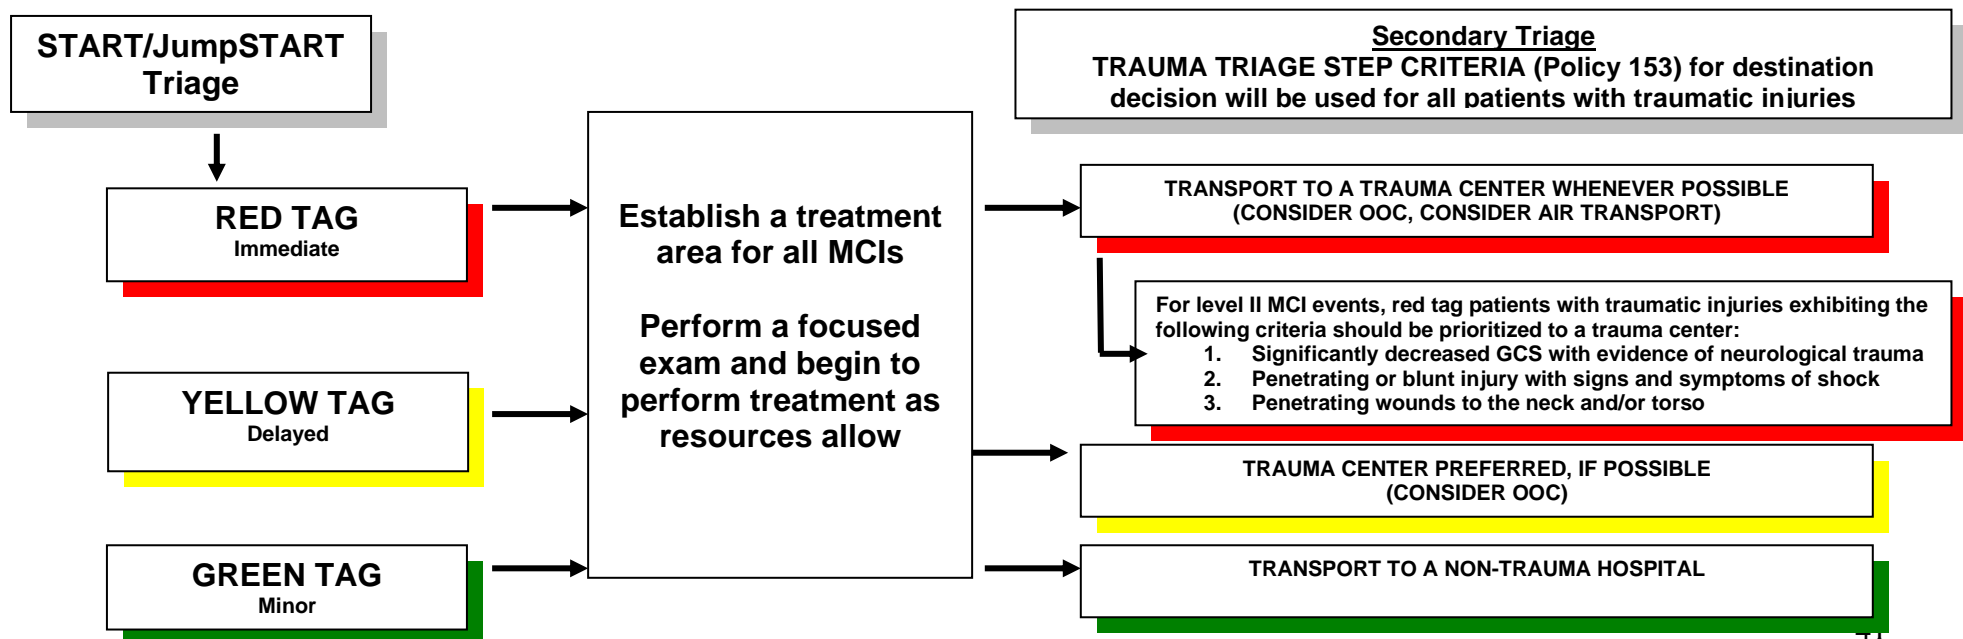 START/JumpSTART
Triage
Secondary Triage
TRAUMA TRIAGE STEP CRITERIA (Policy 153) for destination
decision will be used for all patients with traumatic injuries
RED TAG
Immediate
YELLOW TAG
Delayed
GREEN TAG
Minor
Establish a treatment
area for all MCIs
Perform a focused
exam and begin to
perform treatment as
resources allow
TRANSPORT TO A TRAUMA CENTER WHENEVER POSSIBLE
(CONSIDER OOC, CONSIDER AIR TRANSPORT)
For level II MCI events, red tag patients with traumatic injuries exhibiting the
following criteria should be prioritized to a trauma center:
1. Significantly decreased GCS with evidence of neurological trauma
2. Penetrating or blunt injury with signs and symptoms of shock
3. Penetrating wounds to the neck and/or torso
TRAUMA CENTER PREFERRED, IF POSSIBLE
(CONSIDER OOC)
TRANSPORT TO A NON-TRAUMA HOSPITAL